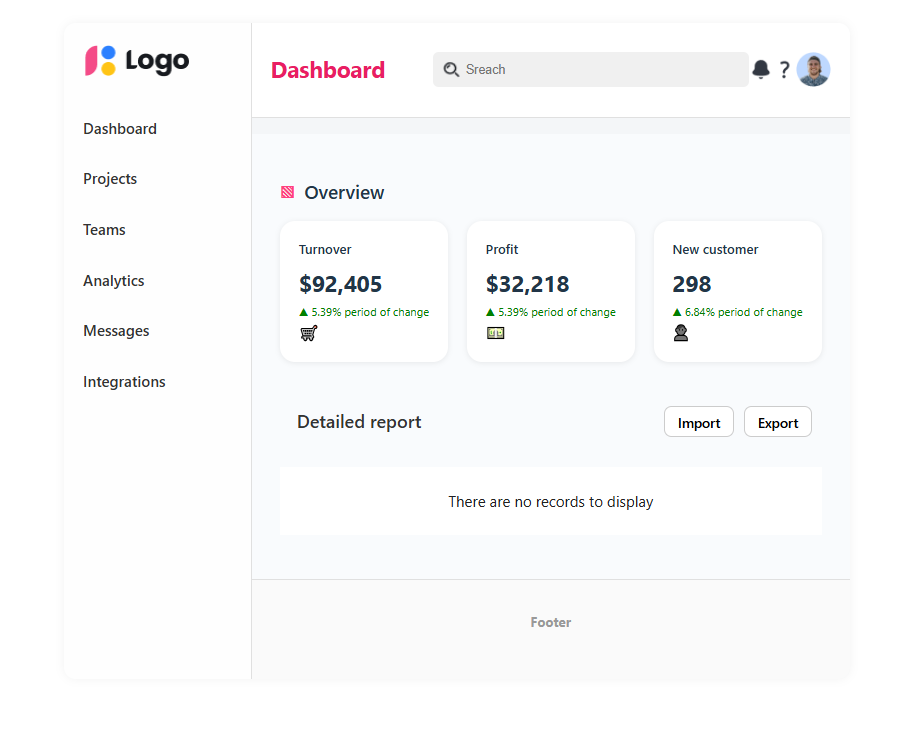 Logo
Dashboard
Projects
Teams
Analytics
Messages
Integrations
Dashboard
Sreach
?
Overview
Turnover
$92,405
▲ 5.39% period of change
Profit
$32,218
▲ 5.39% period of change
New customer
298
▲ 6.84% period of change
Detailed report
Import
Export
There are no records to display
Footer